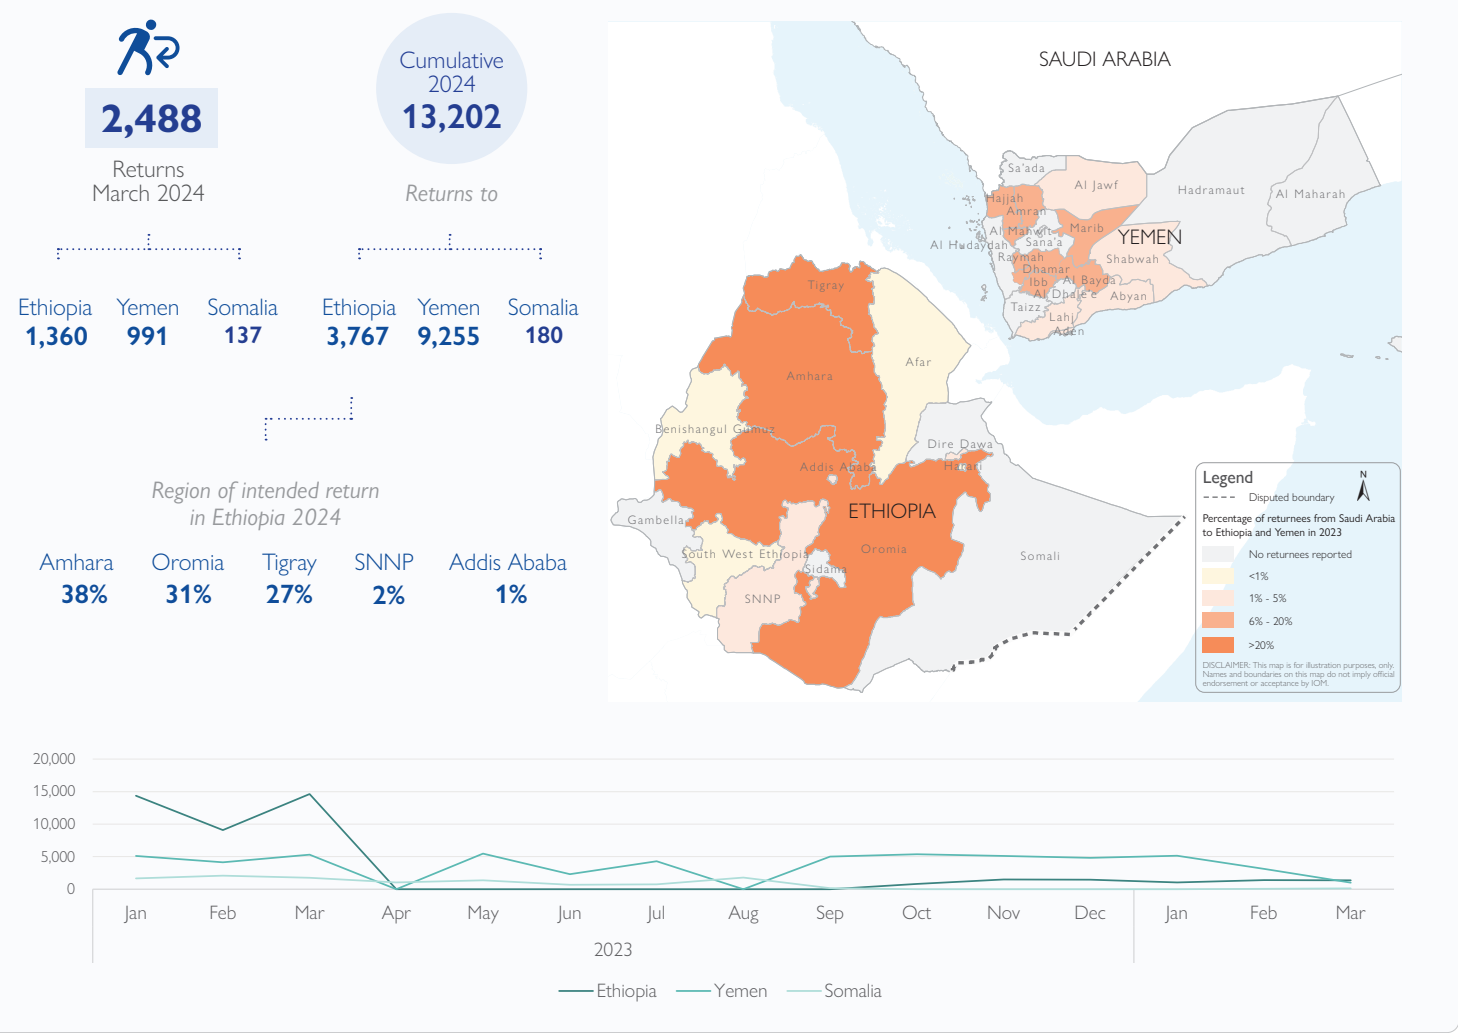 2,488
Returns
March 2024
Ethiopia
1,360
Yemen
991
Somalia
137
Cumulative
2024
13,202
Returns to
Ethiopia
3,767
Yemen
9,255
Somalia
180
Region of intended return
in Ethiopia 2024
Amhara
38%
Oromia
31%
Tigray
27%
SNNP
2%
Addis Ababa
1%
SAUDI ARABIA
Sa'ada
Al Jawf
Hadramaut
Al Maharah
Hajjah
Amran
Al Mahwit
Marib
YEMEN
Al Hudaydah
Sana'a
Raymah
Shabwah
Dhamar
Ibb
Al Bayda
Al Dhale'e
Abyan
Taizz
Lahj
Aden
Tigray
Afar
Amhara
Benishangul Gumuz
Dire Dawa
Addis Ababa
Harari
ETHIOPIA
Gambella
South West Ethiopia
Oromia
Somali
Sidama
SNNP
Legend
N
Disputed boundary
Percentage of returnees from Saudi Arabia
to Ethiopia and Yemen in 2023
No returnees reported
<1%
1% - 5%
6% - 20%
>20%
DISCLAIMER: This map is for illustration purposes, only.
Names and boundaries on this map do not imply official
endorsement or acceptance by IOM.
20,000
15,000
10,000
5,000
0
Jan Feb Mar Apr May Jun Jul Aug Sep Oct Nov Dec Jan Feb Mar
2023
Ethiopia Yemen Somalia